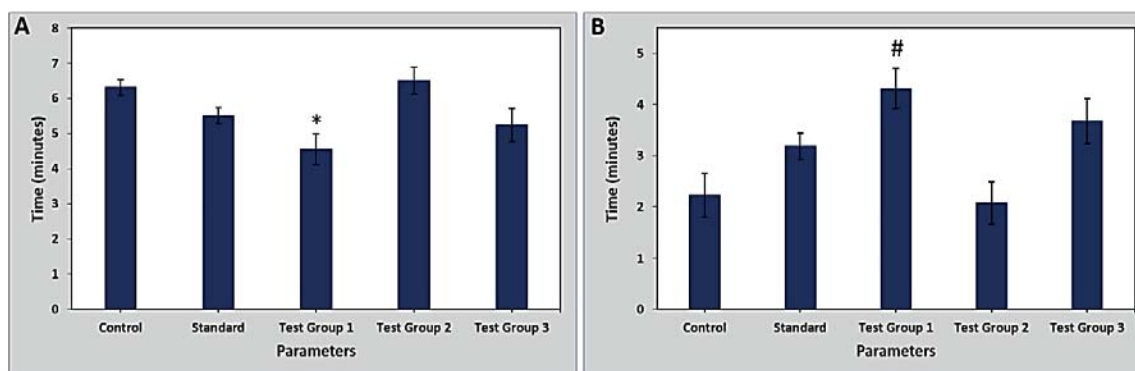 A
8
7
6
5
4
3
2
1
0
Time (minutes)
*
Control Standard Test Group 1 Test Group 2 Test Group 3
Parameters
B
5
4
3
2
1
0
Time (minutes)
#
Control Standard Test Group 1 Test Group 2 Test Group 3
Parameters